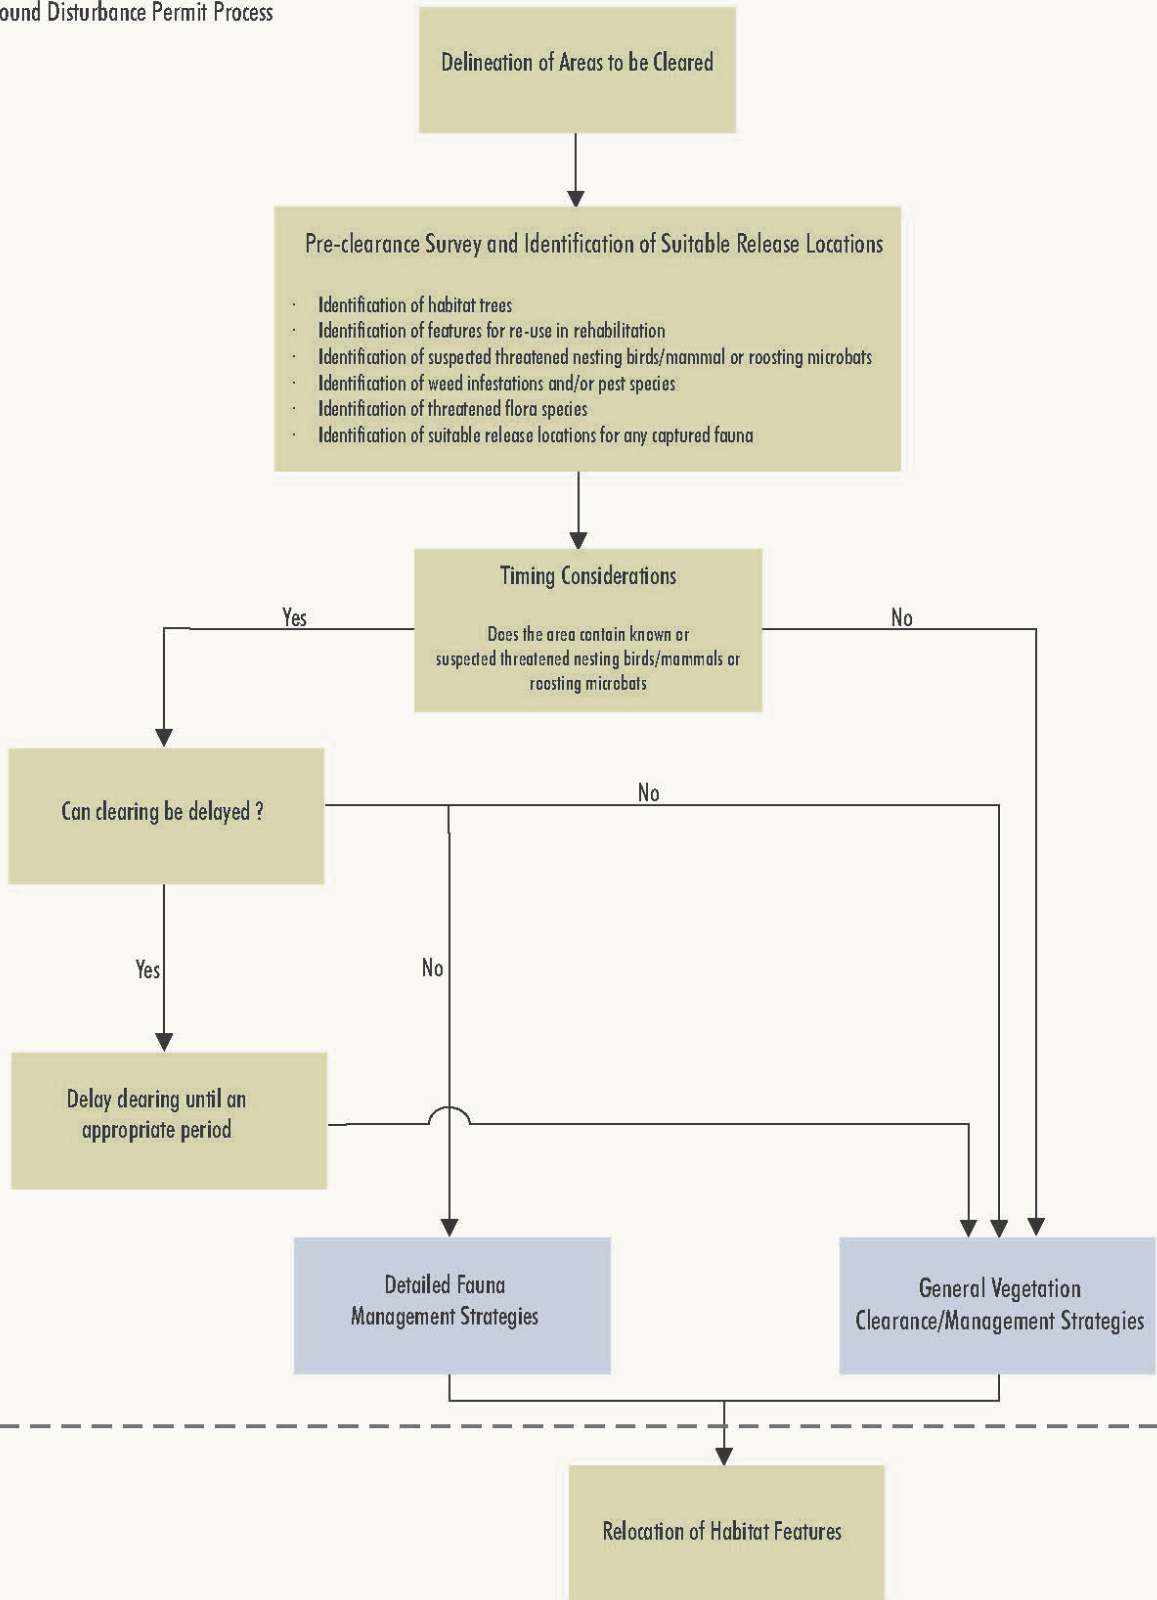 ound Disturbance Permit Process
Delineation of Areas to be Cleared
Pre-clearance Survey and Identification of Suitable Release Locations
· Identification of habitat trees
· Identification of features for re-use in rehabilitation
· Identification of suspected threatened nesting birds/mammal or roosting microbats
· Identification of weed infestations and/or pest species
· Identification of threatened flora species
· Identification of suitable release locations for any captured fauna
Timing Considerations
Does the area contain known or
suspected threatened nesting birds/mammals or
roosting microbats
Yes
No
Can clearing be delayed ?
No
Yes
No
Delay clearing until an
appropriate period
Detailed Fauna
Management Strategies
General Vegetation
Clearance/Management Strategies
Relocation of Habitat Features